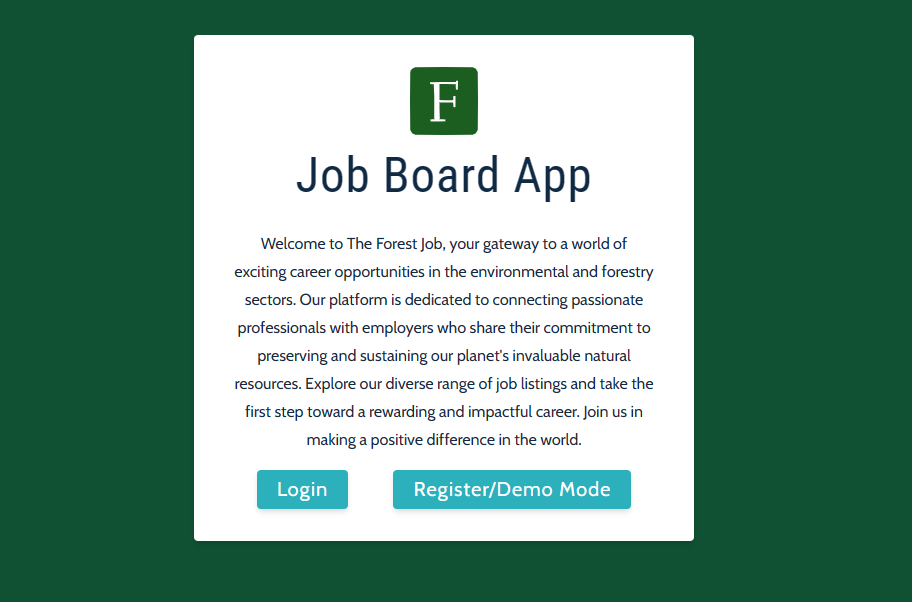 F
Job Board App
Welcome to The Forest Job, your gateway to a world of
exciting career opportunities in the environmental and forestry
sectors. Our platform is dedicated to connecting passionate
professionals with employers who share their commitment to
preserving and sustaining our planet's invaluable natural
resources. Explore our diverse range of job listings and take the
first step toward a rewarding and impactful career. Join us in
making a positive difference in the world.
Login Register/Demo Mode